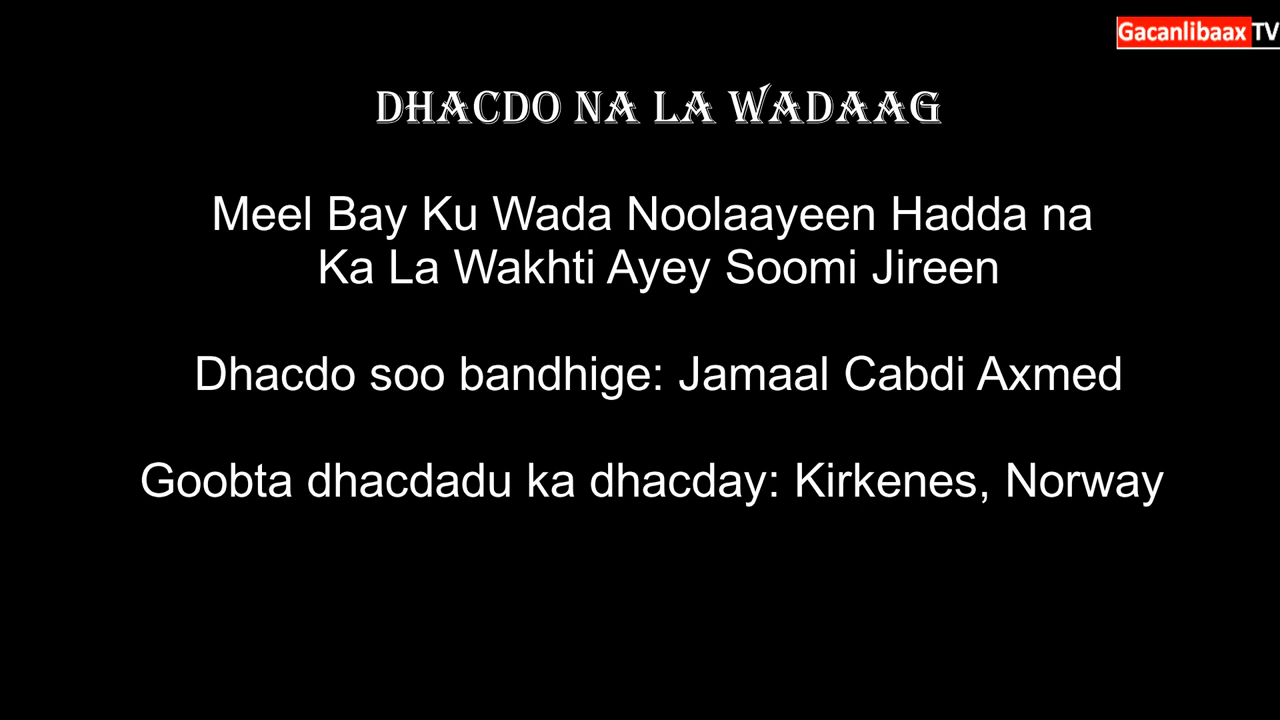 Gacanlibaax TV
DHACDO NA LA WADAAG
Meel Bay Ku Wada Noolaayeen Hadda na
Ka La Wakhti Ayey Soomi Jireen
Dhacdo soo bandhige: Jamaal Cabdi Axmed
Goobta dhacdadu ka dhacday: Kirkenes, Norway